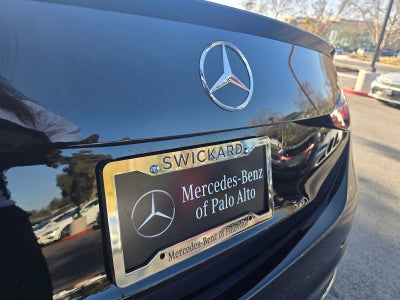 SWICKARD
Mercedes-Benz
of Palo Alto
Mercedes-Benz of Palo Alto